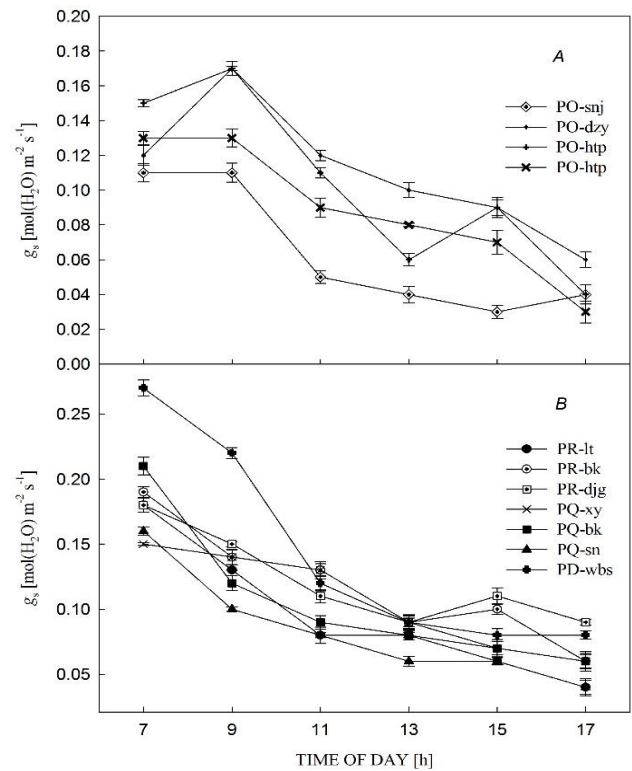 0.20
0.18
0.16
0.14
0.12
0.10
0.08
0.06
0.04
0.02
0.00
gs [mol(H2O) m-2 s-1]
A
PO-snj
PO-dzy
PO-htp
PO-htp
0.25
0.20
0.15
0.10
0.05
gs [mol(H2O) m-2 s-1]
B
PR-lt
PR-bk
PR-djg
PQ-xy
PQ-bk
PQ-sn
PD-wbs
7 9 11 13 15 17
TIME OF DAY [h]